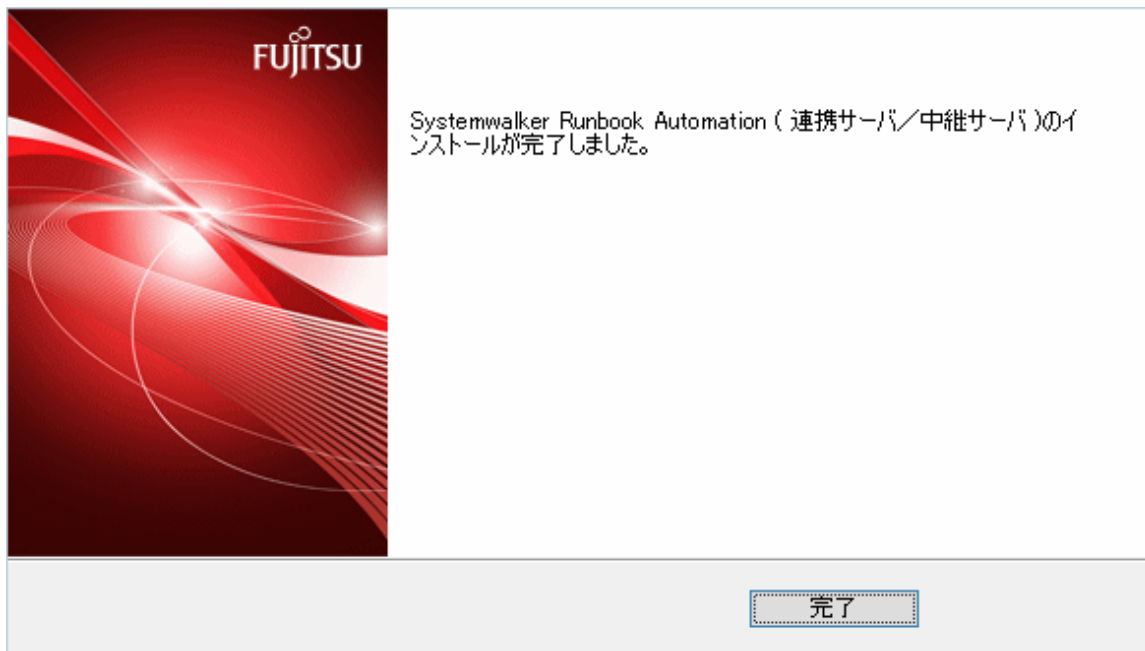 FUJITSU
Systemwalker Runbook Automation ( 連携サーバ／中継サーバ )のイ
ンストールが完了しました。
完了